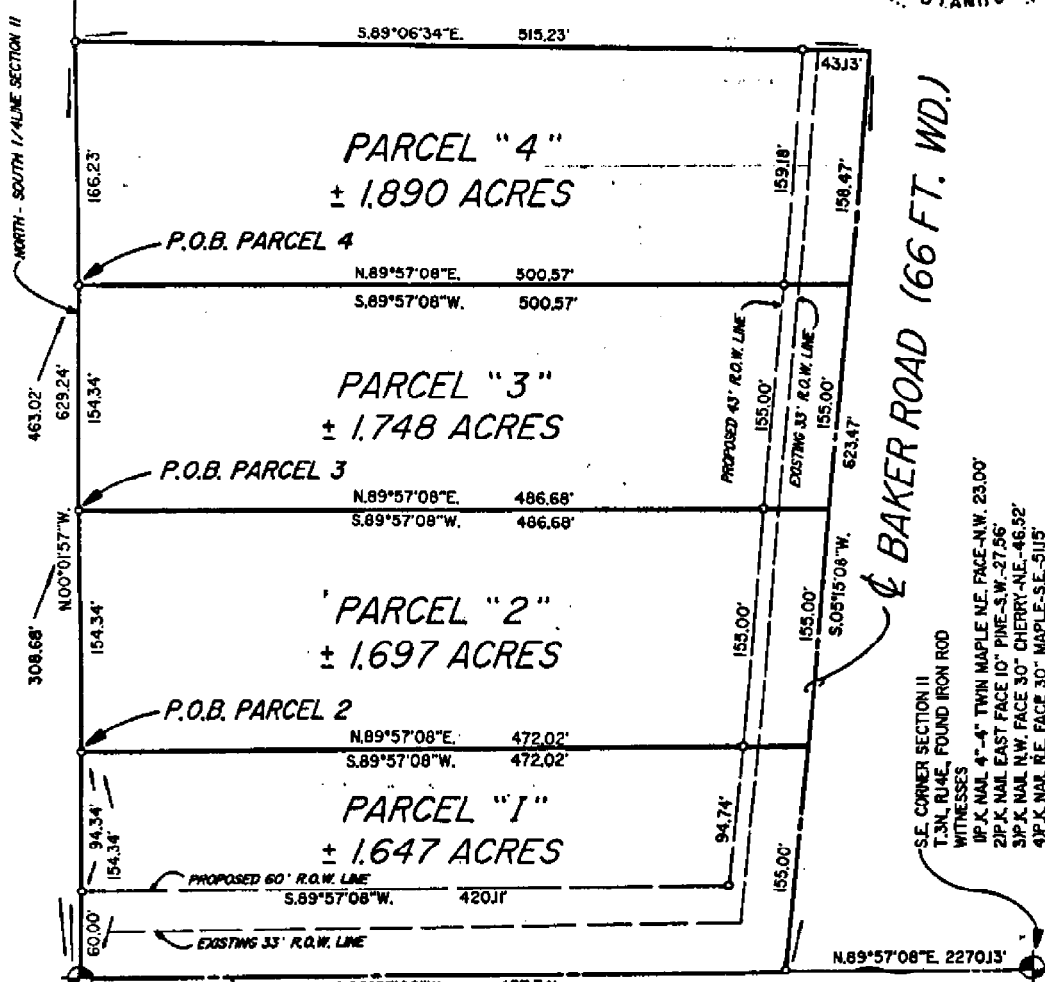 S.89°06'34"E. 515.23'
43.13'
NORTH - SOUTH 1/4 LINE SECTION 11
166.23'
PARCEL "4"
± 1.890 ACRES
159.18'
158.47'
BAKER ROAD (66 FT. WD.)
P.O.B. PARCEL 4
N.89°57'08"E. 500.57'
S.89°57'08"W. 500.57'
463.02'
629.24'
154.34'
PARCEL "3"
± 1.748 ACRES
PROPOSED 43' R.O.W. LINE
155.00'
EXISTING 33' R.O.W. LINE
155.00'
623.47'
P.O.B. PARCEL 3
N.89°57'08"E. 486.68'
S.89°57'08"W. 486.68'
308.68'
N.00°01'57"W.
154.34'
PARCEL "2"
± 1.697 ACRES
155.00'
155.00'
S.05°15'08"W.
P.O.B. PARCEL 2
N.89°57'08"E. 472.02'
S.89°57'08"W. 472.02'
94.34'
154.34'
PARCEL "1"
± 1.647 ACRES
94.74'
155.00'
PROPOSED 60' R.O.W. LINE
S.89°57'08"W. 420.11'
60.00'
EXISTING 33' R.O.W. LINE
S.E. CORNER SECTION 11
T.3N., R.14E., FOUND IRON ROD
WITNESSES
1)P.K. NAIL 4"-4" TWIN MAPLE N.E. FACE-N.W. 23.00'
2)P.K. NAIL EAST FACE 10" PINE-S.W.-27.56'
3)P.K. NAIL N.W. FACE 30" CHERRY-N.E.-46.52'
4)P.K. NAIL FACE 30" MAPLE-S.E.-51.15'
N.89°57'08"E. 2270.13'